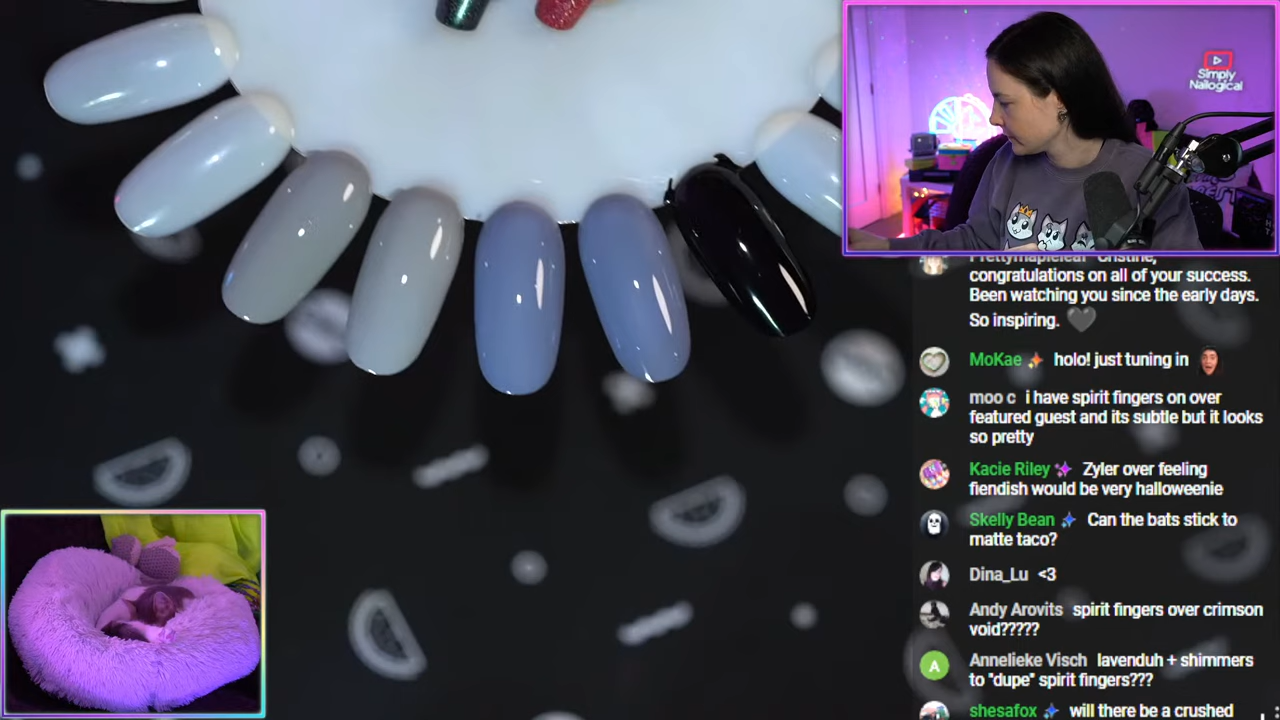 Simply
Nailogical
Prettymapleleaf Cristine,
congratulations on all of your success.
Been watching you since the early days.
So inspiring.
MoKae holo! just tuning in
moo c i have spirit fingers on over
featured guest and its subtle but it looks
so pretty
Kacie Riley Zyler over feeling
fiendish would be very halloweenie
Skelly Bean Can the bats stick to
matte taco?
Dina_Lu <3
Andy Arovits spirit fingers over crimson
void?????
A
Annelieke Visch lavenduh + shimmers
to "dupe" spirit fingers???
shesafox will there be a crushed